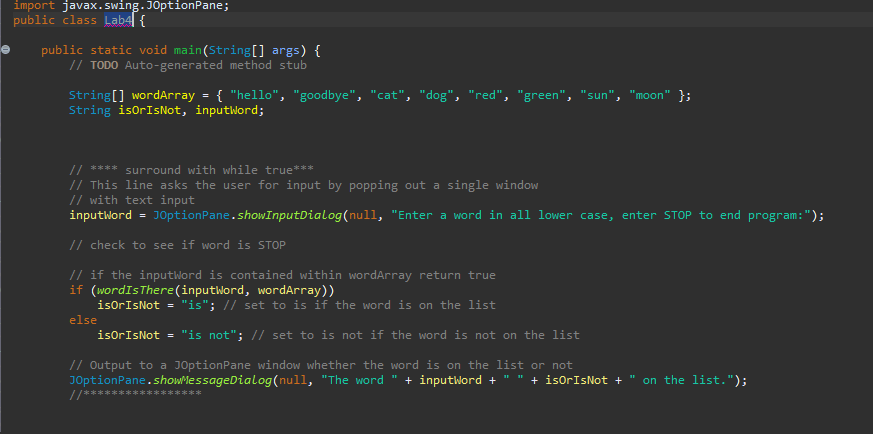 import javax.swing.JOptionPane;
public class Lab4 {
public static void main(String[] args) {
// TODO Auto-generated method stub
String[] wordArray = { "hello", "goodbye", "cat", "dog", "red", "green", "sun", "moon" };
String isOrIsNot, inputWord;
// **** surround with while true***
// This line asks the user for input by popping out a single window
// with text input
inputWord = JOptionPane.showInputDialog(null, "Enter a word in all lower case, enter STOP to end program:");
// check to see if word is STOP
// if the inputWord is contained within wordArray return true
if (wordIsThere(inputWord, wordArray))
isOrIsNot = "is"; // set to is if the word is on the list
else
isOrIsNot = "is not"; // set to is not if the word is not on the list
// Output to a JOptionPane window whether the word is on the list or not
JOptionPane.showMessageDialog(null, "The word " + inputWord + " " + isOrIsNot + " on the list.");
//*****************